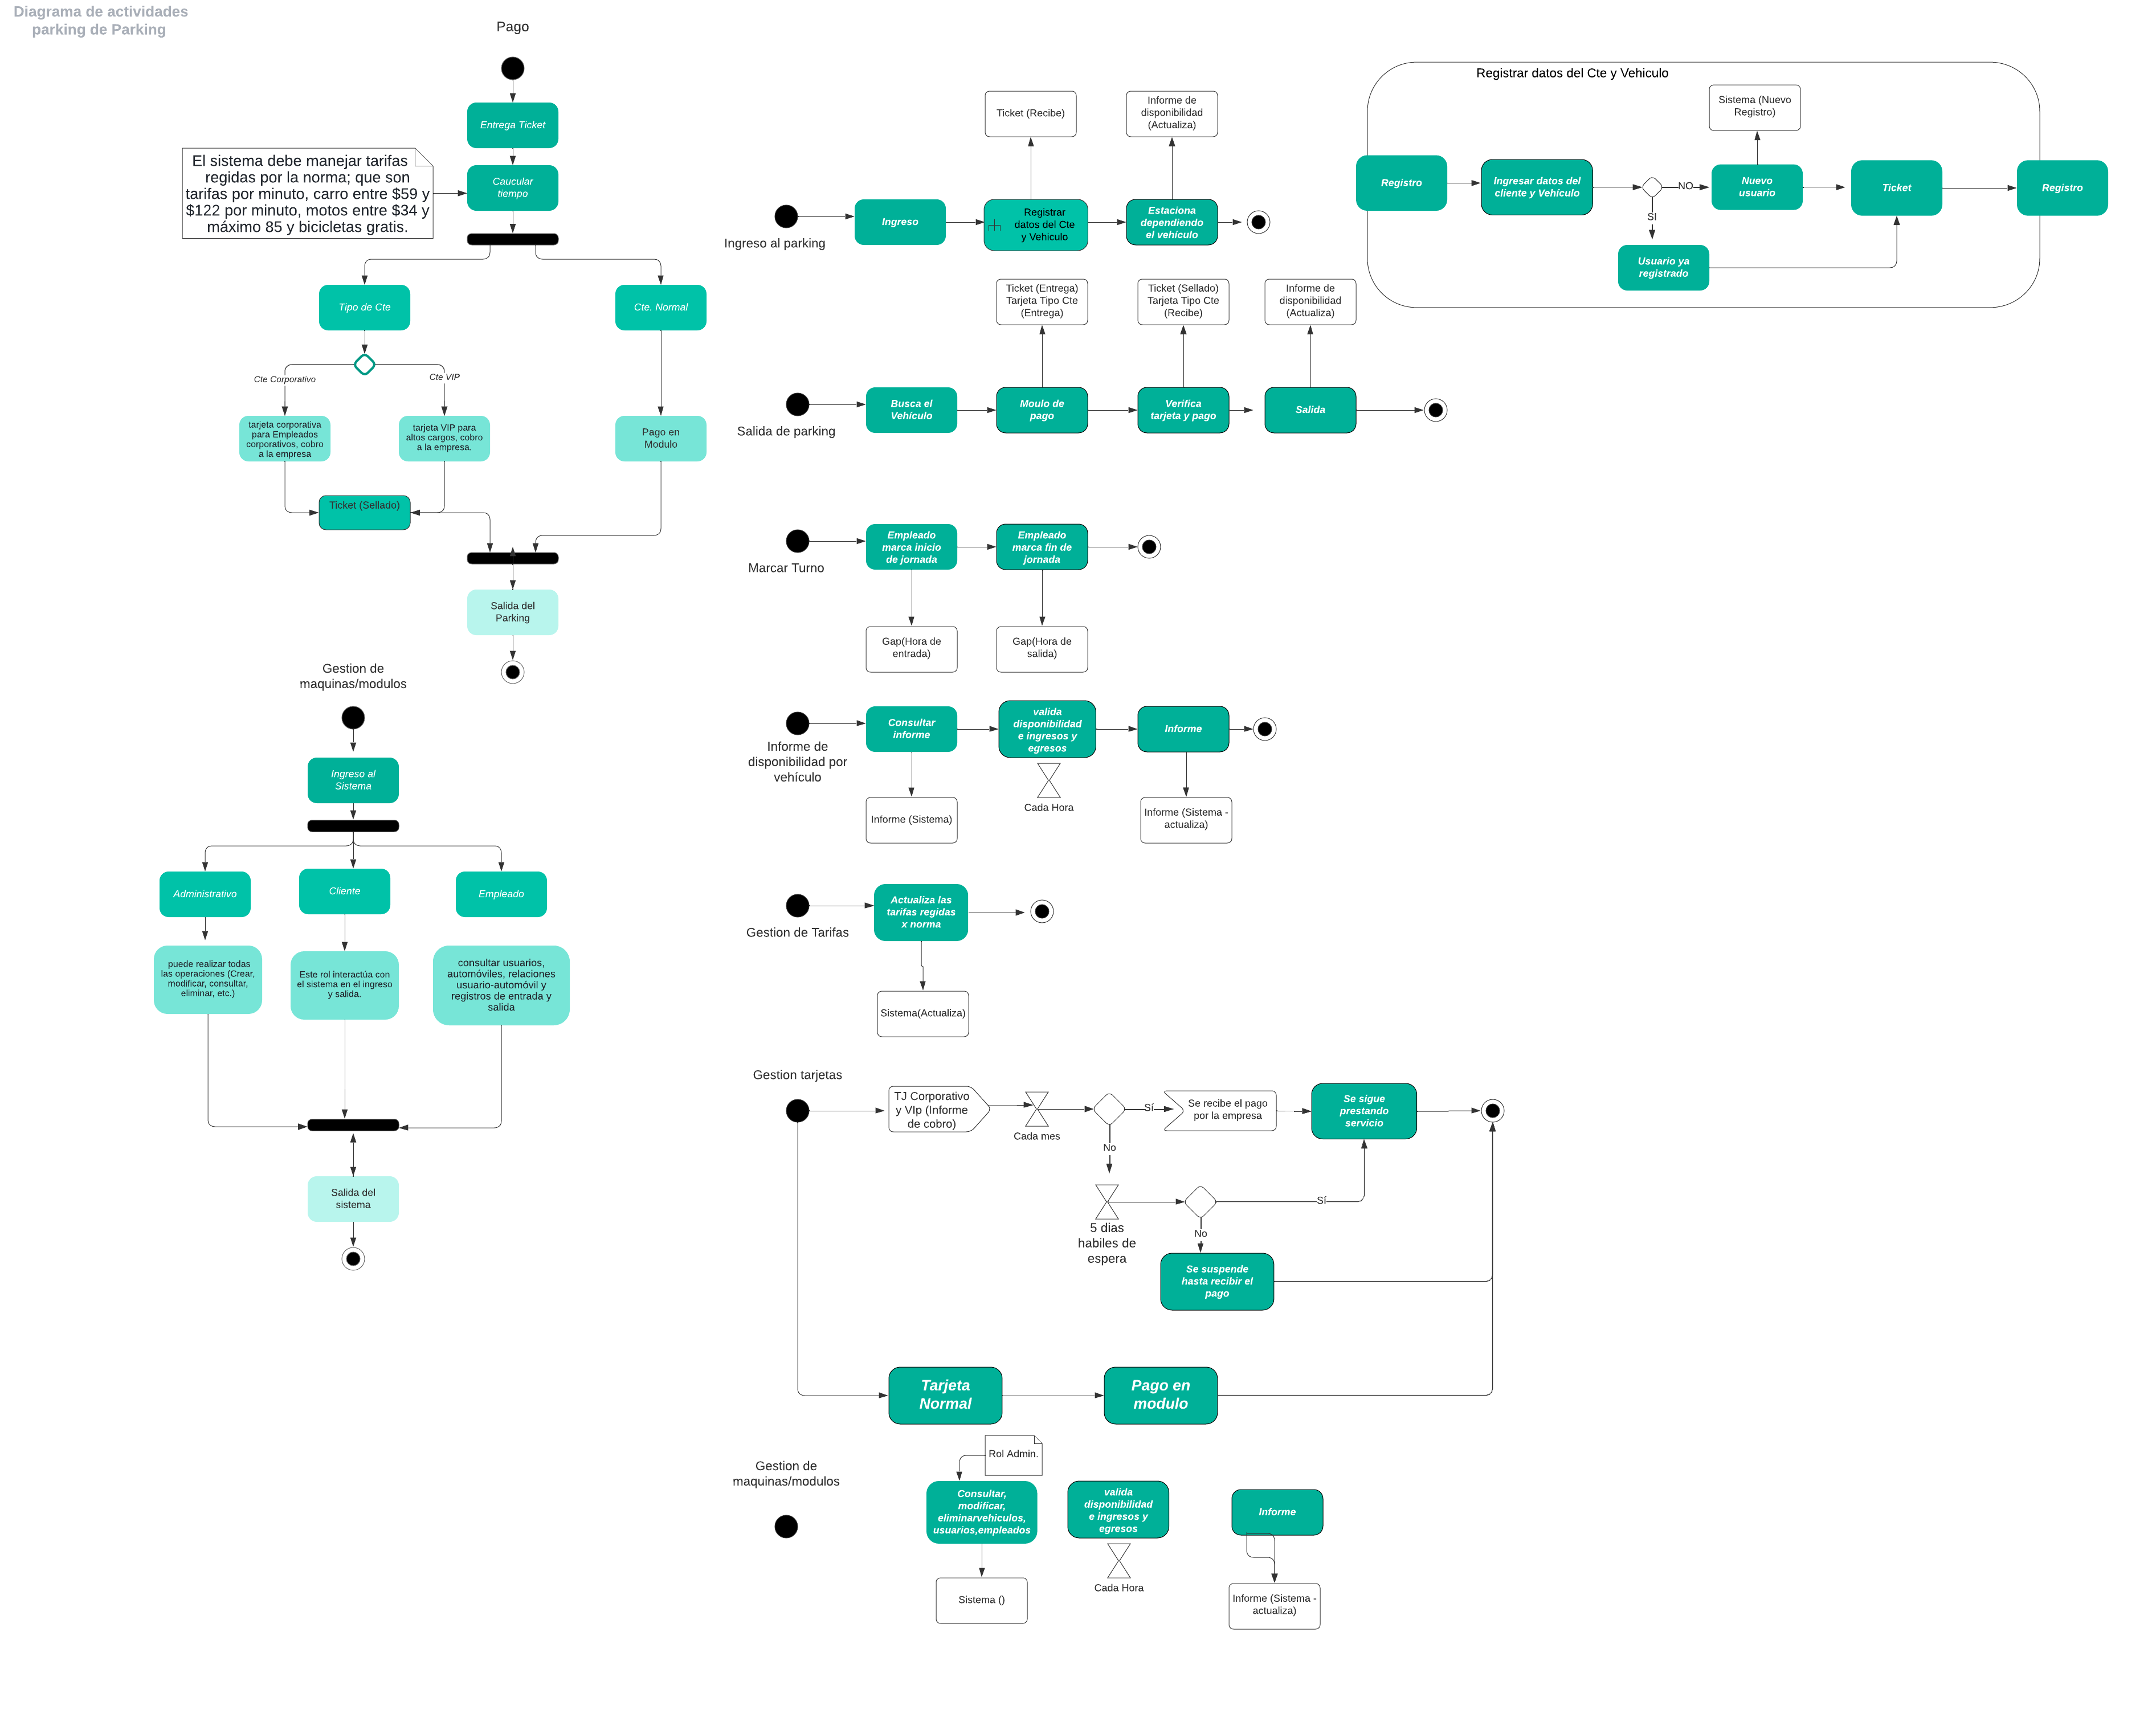 Diagrama de actividades
parking de Parking
Pago
Entrega Ticket
El sistema debe manejar tarifas
regidas por la norma; que son
tarifas por minuto, carro entre $59 y
$122 por minuto, motos entre $34 y
máximo 85 y bicicletas gratis.
Caucular
tiempo
Tipo de Cte
Cte. Normal
Cte Corporativo
Cte VIP
tarjeta corporativa
para Empleados
corporativos, cobro
a la empresa
tarjeta VIP para
altos cargos, cobro
a la empresa.
Pago en
Modulo
Ticket (Sellado)
Salida del
Parking
Gestion de
maquinas/modulos
Ingreso al
Sistema
Administrativo
Cliente
Empleado
puede realizar todas
las operaciones (Crear,
modificar, consultar,
eliminar, etc.)
Este rol interactúa con
el sistema en el ingreso
y salida.
consultar usuarios,
automóviles, relaciones
usuario-automóvil y
registros de entrada y
salida
Salida del
sistema
Ticket (Recibe)
Informe de
disponibilidad
(Actualiza)
Ingreso al parking
Ingreso
Registrar
datos del Cte
y Vehiculo
Estaciona
dependiendo
el vehículo
Registrar datos del Cte y Vehiculo
Sistema (Nuevo
Registro)
Registro
Ingresar datos del
cliente y Vehículo
NO
SI
Nuevo
usuario
Ticket
Registro
Usuario ya
registrado
Ticket (Entrega)
Tarjeta Tipo Cte
(Entrega)
Ticket (Sellado)
Tarjeta Tipo Cte
(Recibe)
Informe de
disponibilidad
(Actualiza)
Salida de parking
Busca el
Vehículo
Moulo de
pago
Verifica
tarjeta y pago
Salida
Marcar Turno
Empleado
marca inicio
de jornada
Empleado
marca fin de
jornada
Gap(Hora de
entrada)
Gap(Hora de
salida)
Informe de
disponibilidad por
vehículo
Consultar
informe
valida
disponibilidad
e ingresos y
egresos
Informe
Cada Hora
Informe (Sistema)
Informe (Sistema -
actualiza)
Gestion de Tarifas
Actualiza las
tarifas regidas
x norma
Sistema(Actualiza)
Gestion tarjetas
TJ Corporativo
y VIp (Informe
de cobro)
Cada mes
Sí
No
Se recibe el pago
por la empresa
Se sigue
prestando
servicio
5 dias
habiles de
espera
Sí
No
Se suspende
hasta recibir el
pago
Tarjeta
Normal
Pago en
modulo
Gestion de
maquinas/modulos
Rol Admin.
Consultar,
modificar,
eliminarvehiculos,
usuarios,empleados
valida
disponibilidad
e ingresos y
egresos
Informe
Cada Hora
Sistema ()
Informe (Sistema -
actualiza)